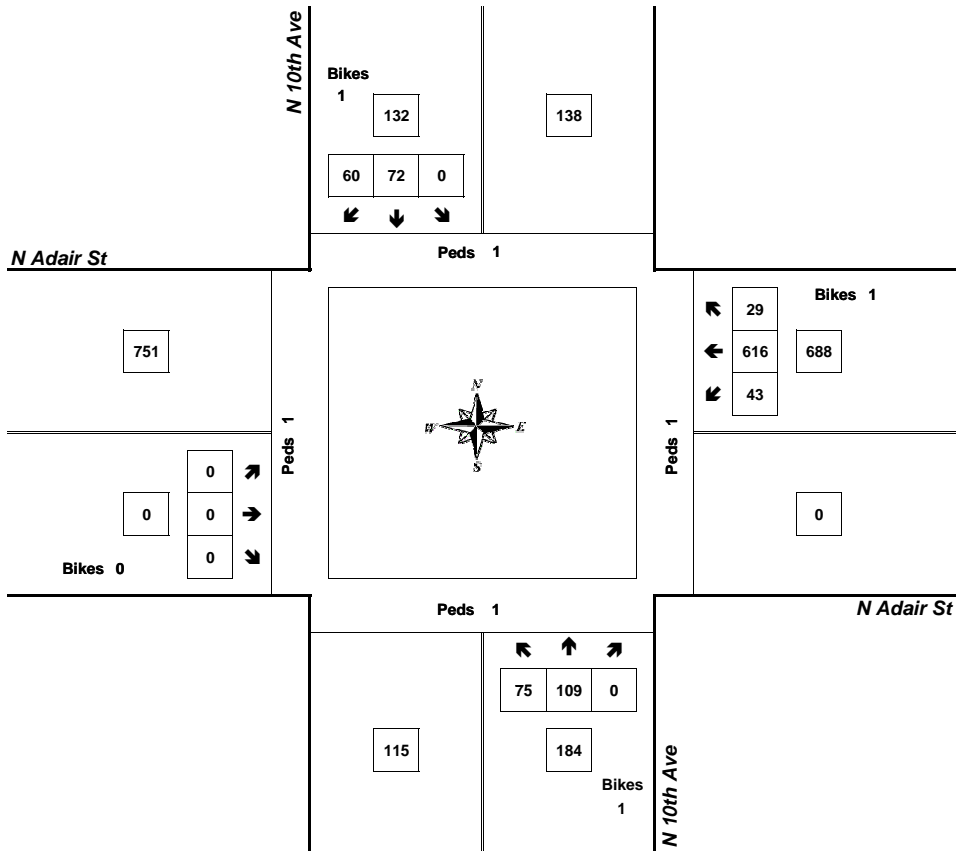 N 10th Ave
Bikes
1
132
138
60 72 0
Peds 1
N Adair St
Bikes 1
29
751
616 688
43
N
W E
S
Peds 1
Peds 1
0
0 0
0
0
Bikes 0
Peds 1
N Adair St
75 109 0
115
184
Bikes
1
N 10th Ave